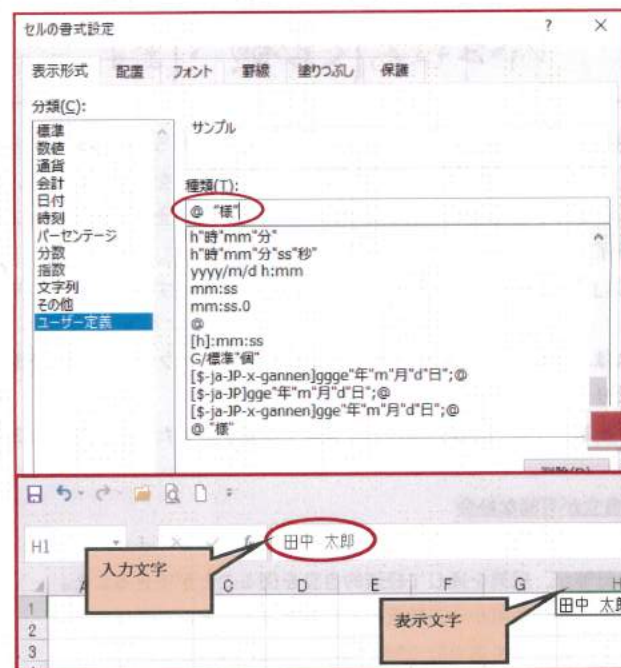 セルの書式設定 ? ×
表示形式 配置 フォント 罫線 塗りつぶし 保護
分類(C):
標準
数値
通貨
会計
日付
時刻
パーセンテージ
分数
指数
文字列
その他
ユーザー定義
サンプル
種類(T):
@ "様"
h"時"mm"分"
h"時"mm"分"ss"秒"
yyyy/m/d h:mm
mm:ss
mm:ss.0
@
[h]:mm:ss
G/標準"個"
[$-ja-JP-x-gannen]ggge"年"m"月"d"日";@
[$-ja-JP]gge"年"m"月"d"日";@
[$-ja-JP-x-gannen]gge"年"m"月"d"日";@
@ "様"
H1 田中 太郎
入力文字
A C D E F G H
1 田中 太郎
表示文字
2
3